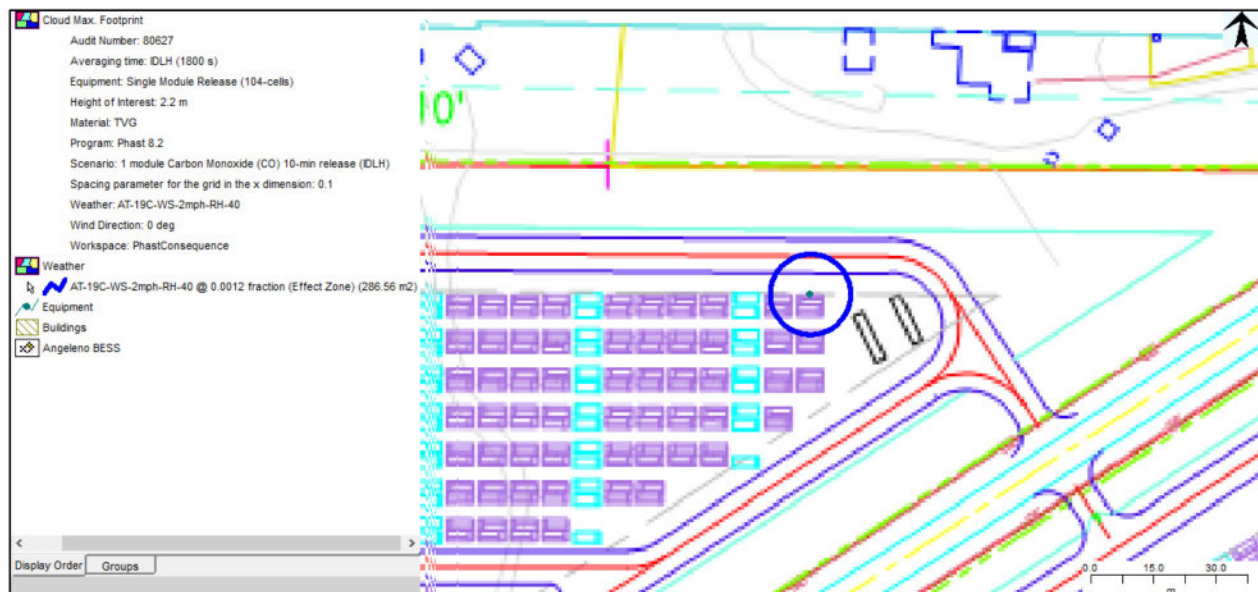 Cloud Max. Footprint
Audit Number: 80627
Averaging time: IDLH (1800 s)
Equipment: Single Module Release (104-cells)
Height of Interest: 2.2 m
Material: TVG
Program: Phast 8.2
Scenario: 1 module Carbon Monoxide (CO) 10-min release (IDLH)
Spacing parameter for the grid in the x dimension: 0.1
Weather: AT-19C-WS-2mph-RH-40
Wind Direction: 0 deg
Workspace: PhastConsequence
Weather
AT-19C-WS-2mph-RH-40 @ 0.0012 fraction (Effect Zone) (286.56 m2)
Equipment
Buildings
Angeleno BESS
Display Order Groups
0'
0.0 15.0 30.0
m